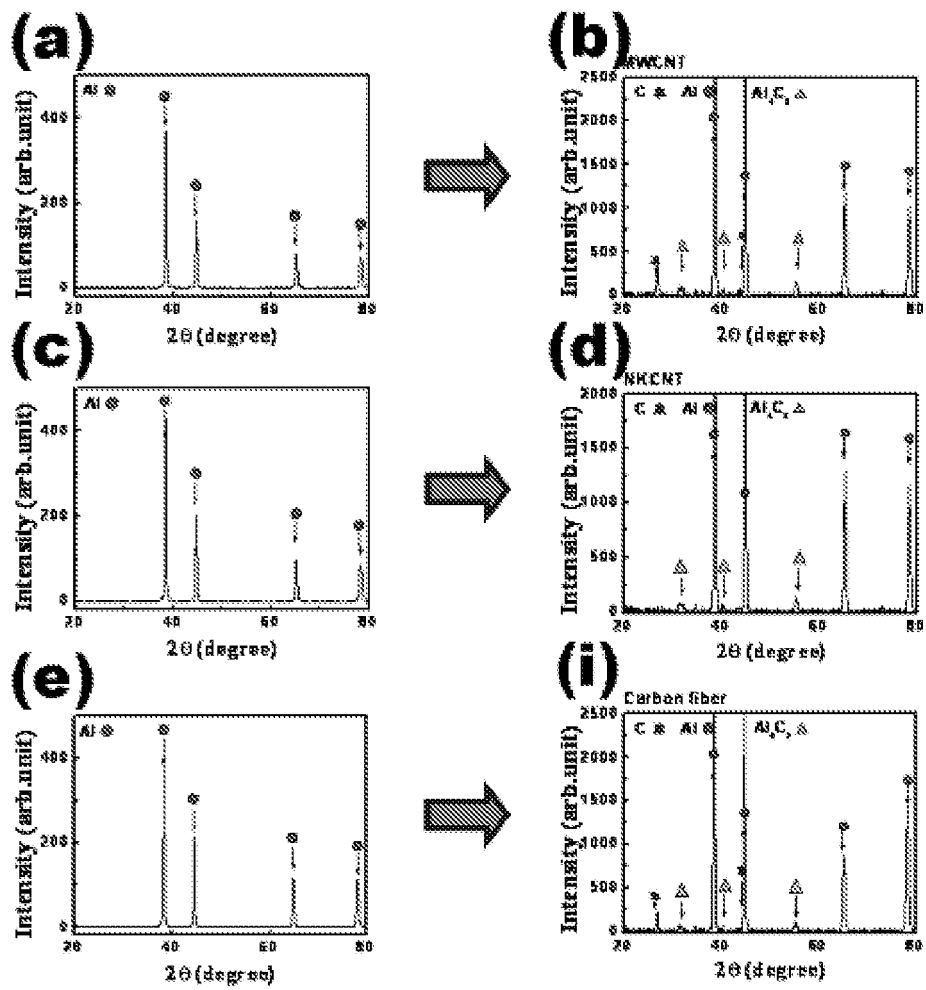 (a)
(b)
MWCNT
Al
C Al Al4C3
Intensity (arb.unit)
400
200
0
20 40 60 80
2θ (degree)
Intensity (arb.unit)
2500
2000
1500
1000
500
0
20 40 60 80
2θ (degree)
(c)
(d)
NKCNT
Al
C Al Al4C3
Intensity (arb.unit)
400
200
0
20 40 60 80
2θ (degree)
Intensity (arb.unit)
2000
1500
1000
500
0
20 40 60 80
2θ (degree)
(e)
(i)
Carbon fiber
Al
C Al Al4C3
Intensity (arb.unit)
400
200
0
20 40 60 80
2θ (degree)
Intensity (arb.unit)
2500
2000
1500
1000
500
0
20 40 60 80
2θ (degree)